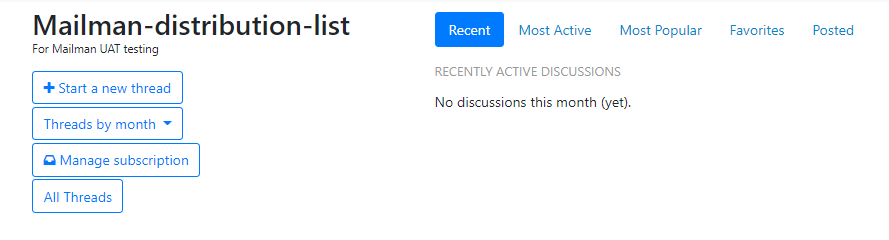 Mailman-distribution-list
For Mailman UAT testing
Start a new thread
Threads by month
Manage subscription
All Threads
Recent Most Active Most Popular Favorites Posted
RECENTLY ACTIVE DISCUSSIONS
No discussions this month (yet).